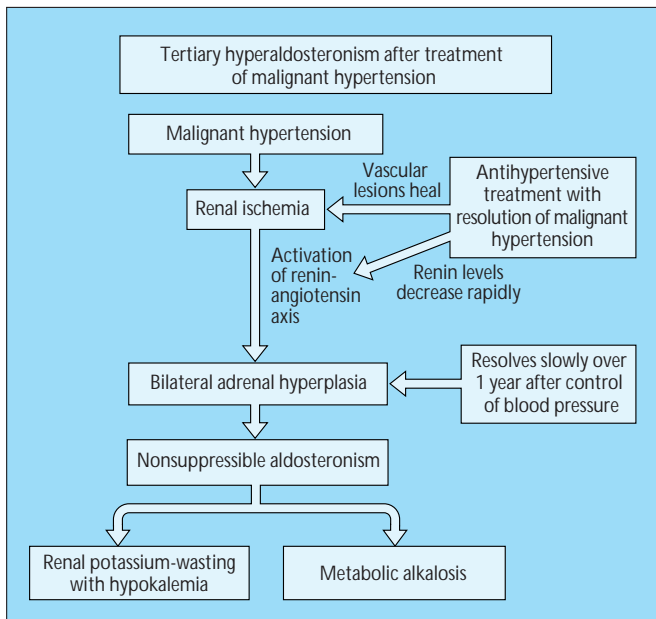 Tertiary hyperaldosteronism after treatment
of malignant hypertension
Malignant hypertension
Vascular
lesions heal
Antihypertensive
treatment with
resolution of malignant
hypertension
Renal ischemia
Activation
of renin-
angiotensin
axis
Renin levels
decrease rapidly
Bilateral adrenal hyperplasia
Resolves slowly over
1 year after control
of blood pressure
Nonsuppressible aldosteronism
Renal potassium-wasting
with hypokalemia
Metabolic alkalosis